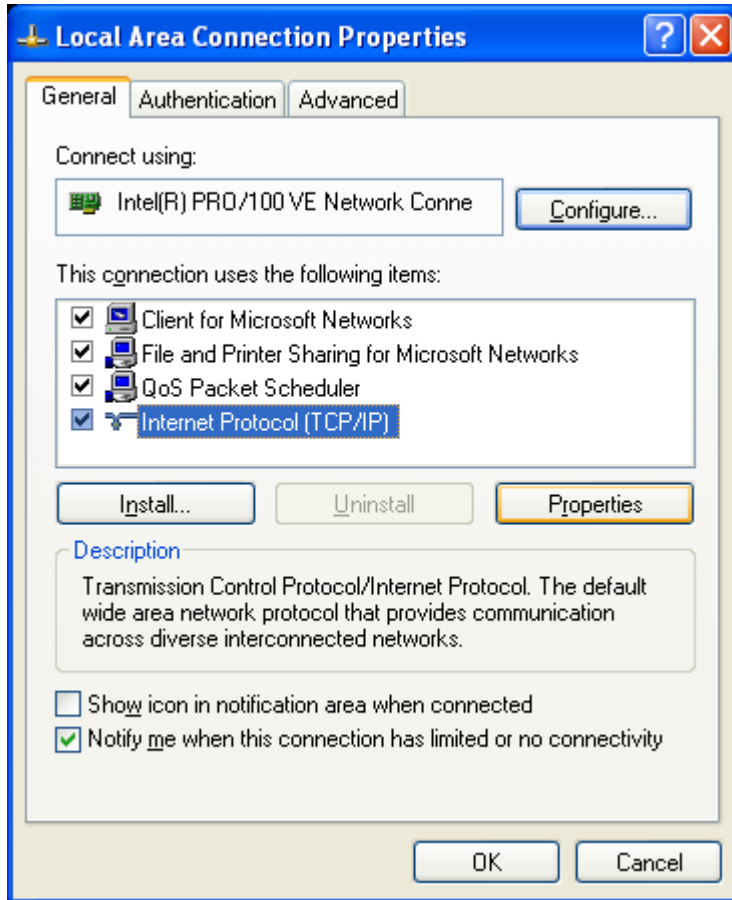 Local Area Connection Properties
General Authentication Advanced
Connect using:
Intel(R) PRO/100 VE Network Conne
Configure...
This connection uses the following items:
Client for Microsoft Networks
File and Printer Sharing for Microsoft Networks
QoS Packet Scheduler
Internet Protocol (TCP/IP)
Install... Uninstall Properties
Description
Transmission Control Protocol/Internet Protocol. The default
wide area network protocol that provides communication
across diverse interconnected networks.
Show icon in notification area when connected
Notify me when this connection has limited or no connectivity
OK Cancel